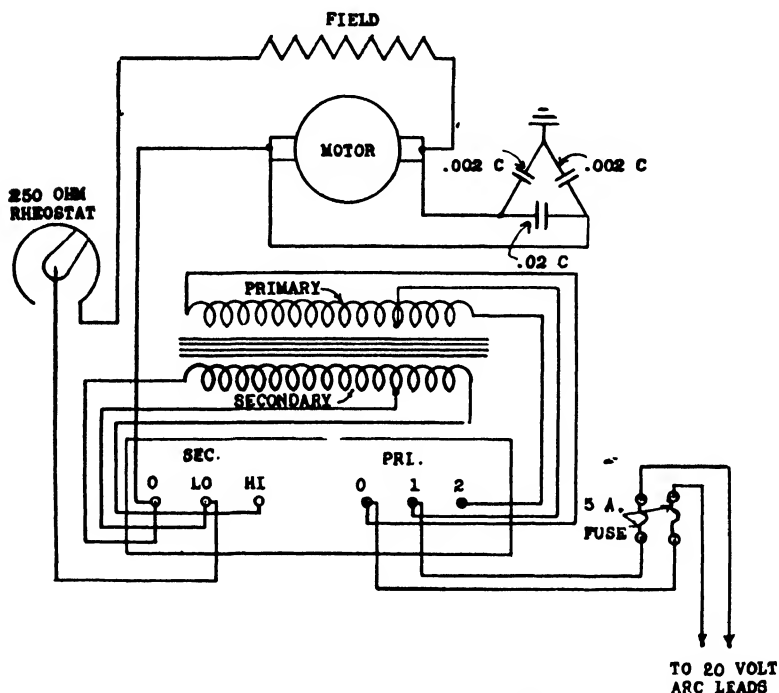 FIELD
MOTOR
.002 C
.002 C
250 OHM
RHEOSTAT
.02 C
PRIMARY
SECONDARY
SEC.
PRI.
0
LO
HI
0
1
2
5 A.
FUSE
TO 20 VOLT
ARC LEADS